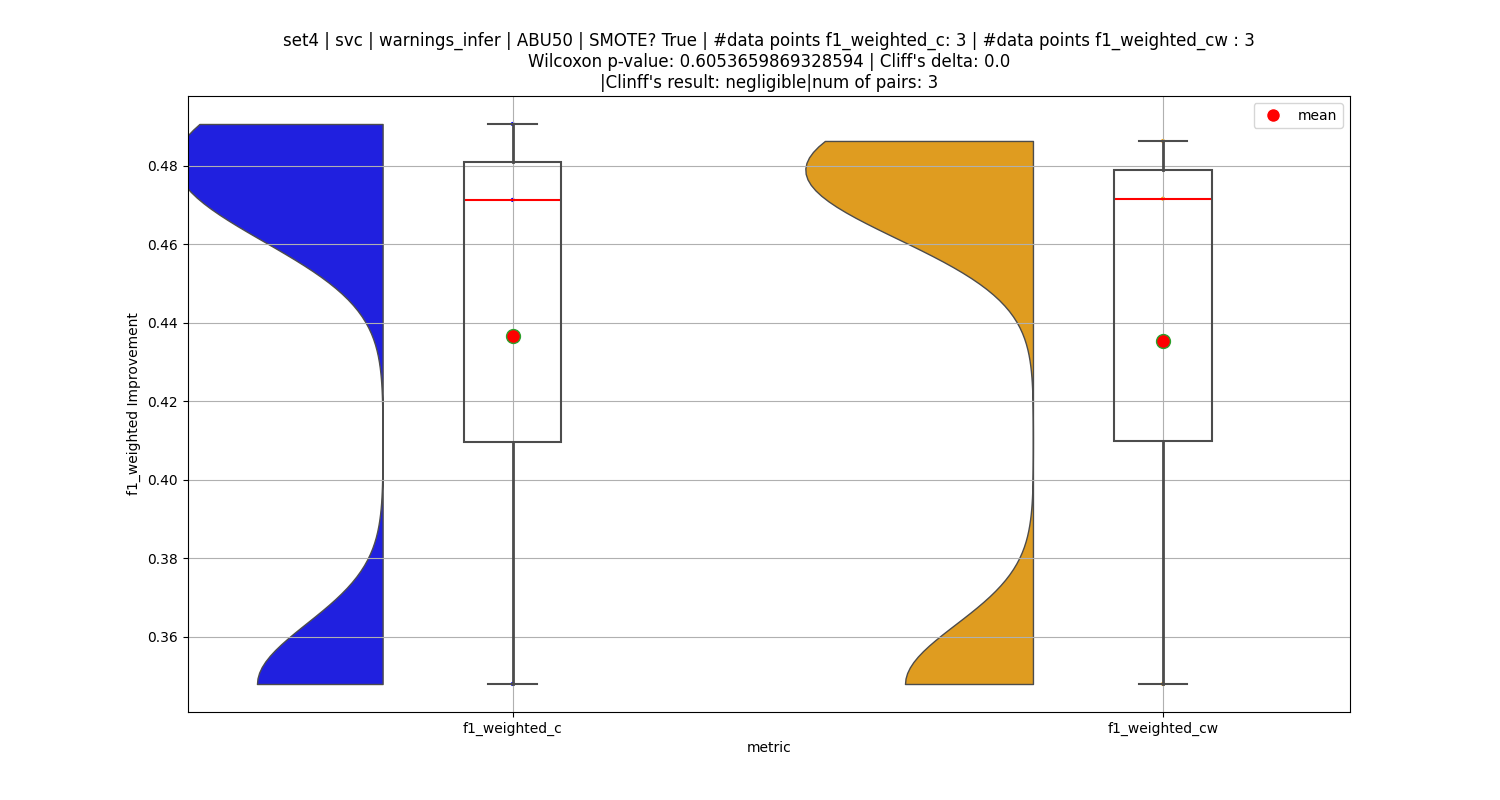 set4 | svc | warnings_infer | ABU50 | SMOTE? True | #data points f1_weighted_c: 3 | #data points f1_weighted_cw : 3
Wilcoxon p-value: 0.6053659869328594 | Cliff's delta: 0.0
|Clinff's result: negligible|num of pairs: 3
mean
0.48
0.46
0.44
0.42
0.40
0.38
0.36
f1_weighted Improvement
f1_weighted_c
f1_weighted_cw
metric